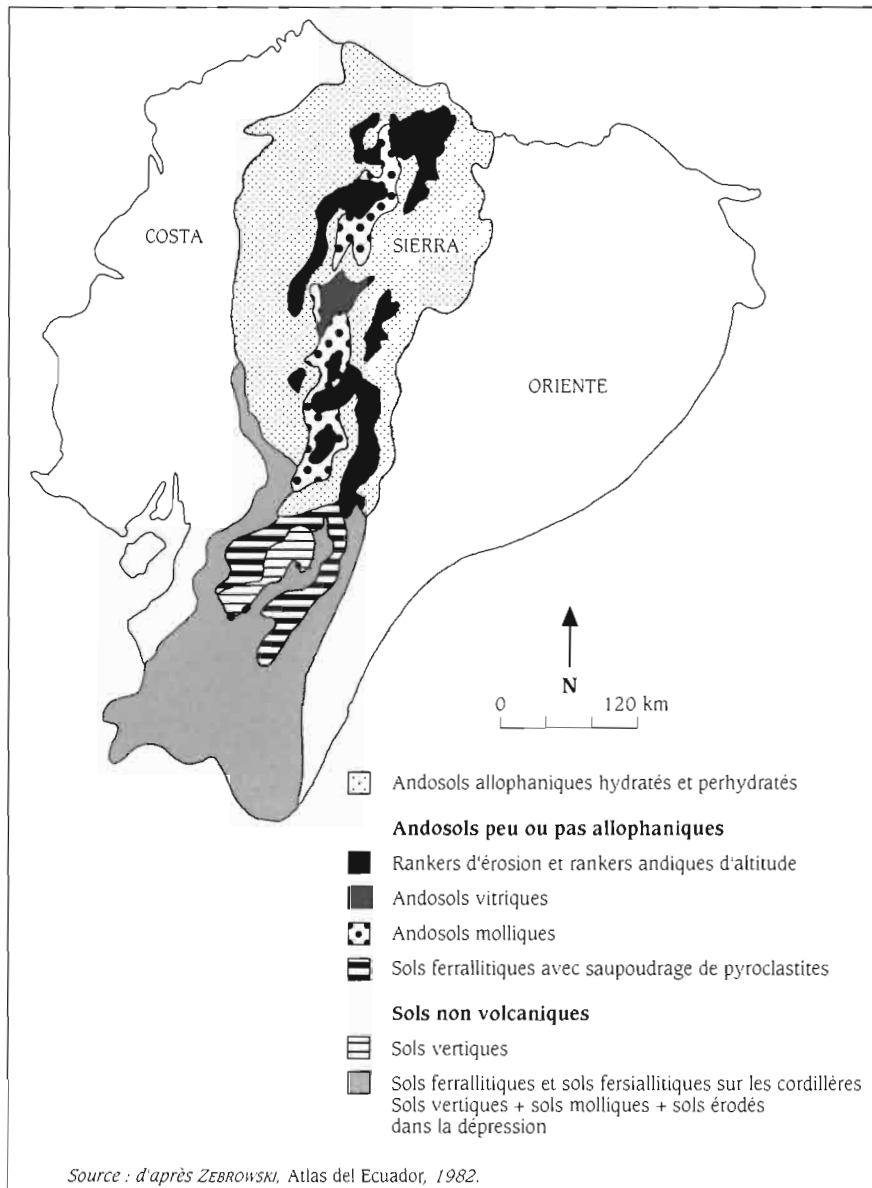 COSTA
SIERRA
ORIENTE
N
0 120 km
Andosols allophaniques hydratés et perhydratés
Andosols peu ou pas allophaniques
Rankers d'érosion et rankers andiques d'altitude
Andosols vitriques
Andosols molliques
Sols ferrallitiques avec saupoudrage de pyroclastites
Sols non volcaniques
Sols vertiques
Sols ferrallitiques et sols fersiallitiques sur les cordillères
Sols vertiques + sols molliques + sols érodés
dans la dépression
Source : d'après ZEBROWSKI, Atlas del Ecuador, 1982.